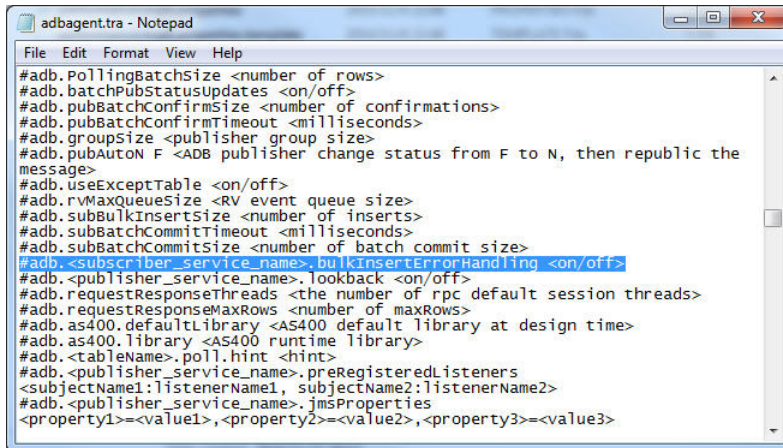 adbagent.tra - Notepad
File Edit Format View Help
#adb.PollingBatchSize <number of rows>
#adb.batchPubStatusUpdates <on/off>
#adb.pubBatchConfirmSize <number of confirmations>
#adb.pubBatchConfirmTimeout <milliseconds>
#adb.groupSize <publisher group size>
#adb.pubAutoN F <ADB publisher change status from F to N, then republic the
message>
#adb.useExceptTable <on/off>
#adb.rvMaxQueueSize <RV event queue size>
#adb.subBulkInsertSize <number of inserts>
#adb.subBatchCommitTimeout <milliseconds>
#adb.subBatchCommitSize <number of batch commit size>
#adb.<subscriber_service_name>.bulkInsertErrorHandling <on/off>
#adb.<publisher_service_name>.lookback <on/off>
#adb.requestResponseThreads <the number of rpc default session threads>
#adb.requestResponseMaxRows <number of maxRows>
#adb.as400.defaultLibrary <AS400 default library at design time>
#adb.as400.library <AS400 runtime library>
#adb.<tableName>.poll.hint <hint>
#adb.<publisher_service_name>.preRegisteredListeners
<subjectName1:listenerName1, subjectName2:listenerName2>
#adb.<publisher_service_name>.jmsProperties
<property1>=<value1>,<property2>=<value2>,<property3>=<value3>